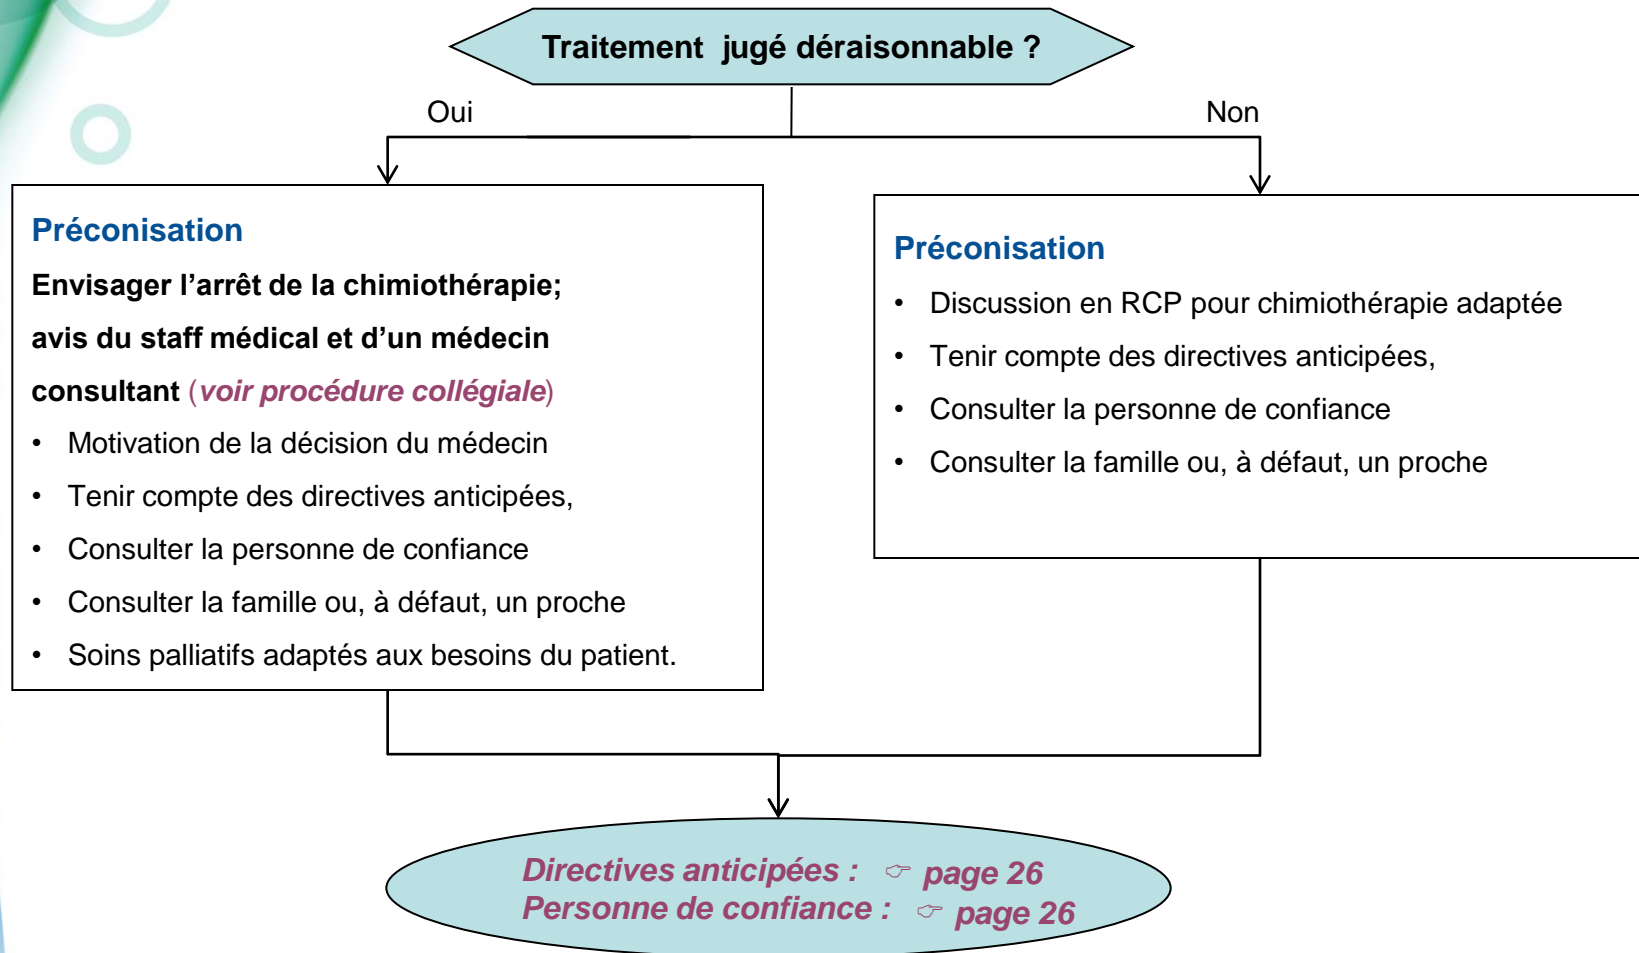 Traitement jugé déraisonnable ?
Oui
Non
Préconisation
Envisager l’arrêt de la chimiothérapie;
avis du staff médical et d’un médecin
consultant (voir procédure collégiale)
• Motivation de la décision du médecin
• Tenir compte des directives anticipées,
• Consulter la personne de confiance
• Consulter la famille ou, à défaut, un proche
• Soins palliatifs adaptés aux besoins du patient.
Préconisation
• Discussion en RCP pour chimiothérapie adaptée
• Tenir compte des directives anticipées,
• Consulter la personne de confiance
• Consulter la famille ou, à défaut, un proche
Directives anticipées : ☞ page 26
Personne de confiance : ☞ page 26